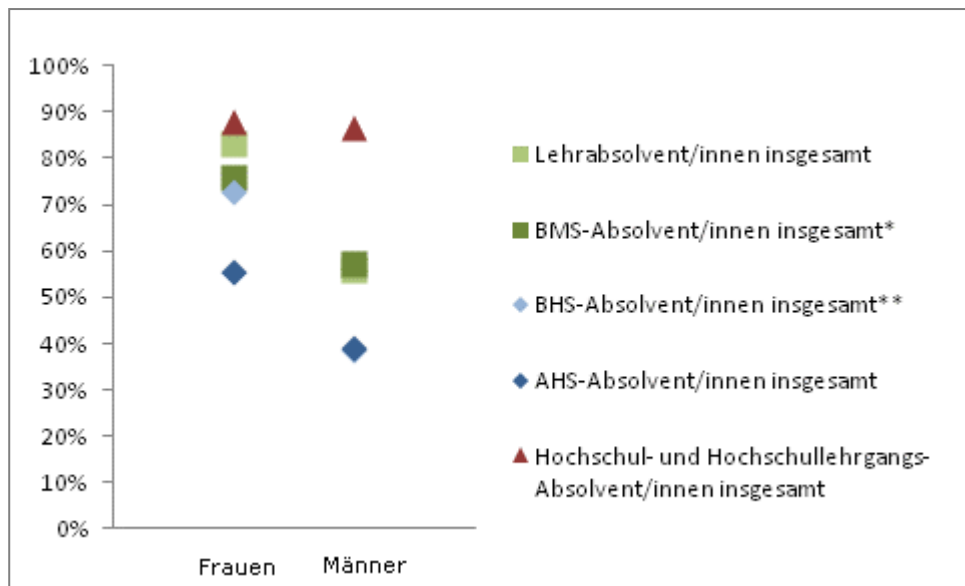 100%
90%
80%
70%
60%
50%
40%
30%
20%
10%
0%
Frauen
Männer
Lehrabsolvent/innen insgesamt
BMS-Absolvent/innen insgesamt*
BHS-Absolvent/innen insgesamt**
AHS-Absolvent/innen insgesamt
Hochschul- und Hochschullehrgangs-
Absolvent/innen insgesamt